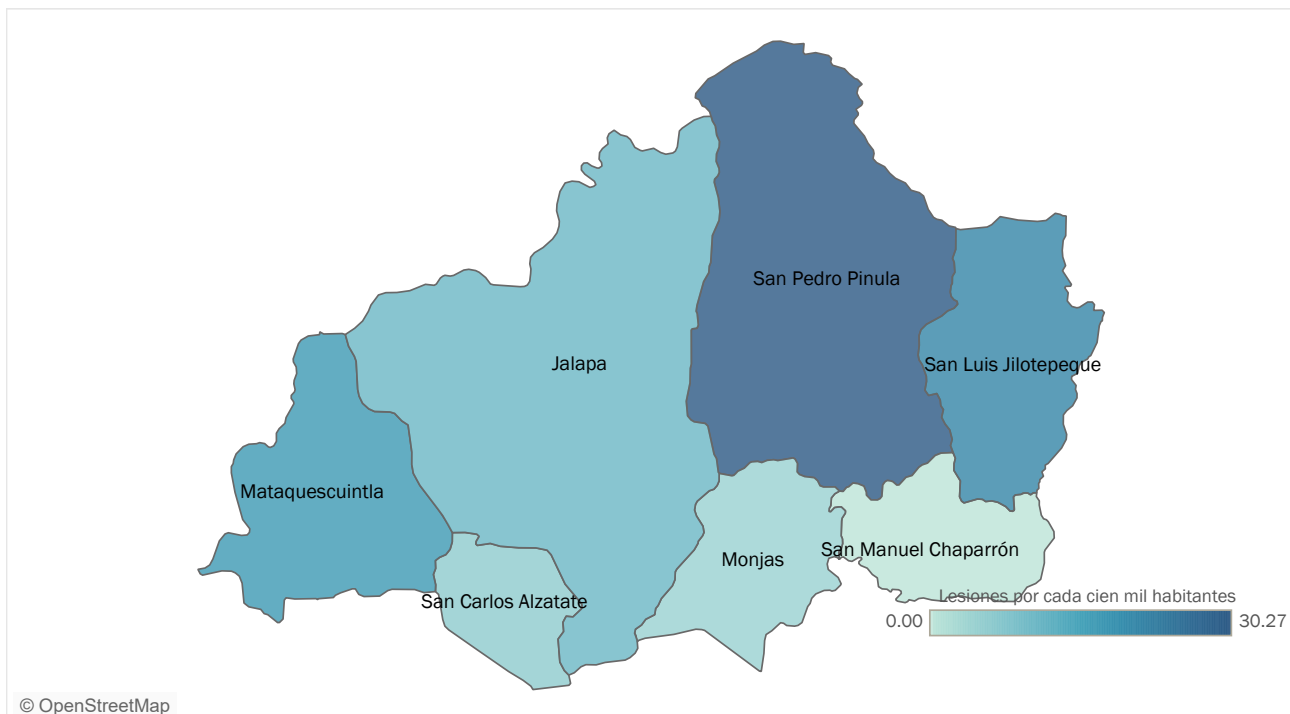 San Pedro Pinula
Jalapa
San Luis Jilotepeque
Mataquescuintla
San Manuel Chaparrón
Monjas
San Carlos Alzatate
Lesiones por cada cien mil habitantes
0.00 30.27
© OpenStreetMap